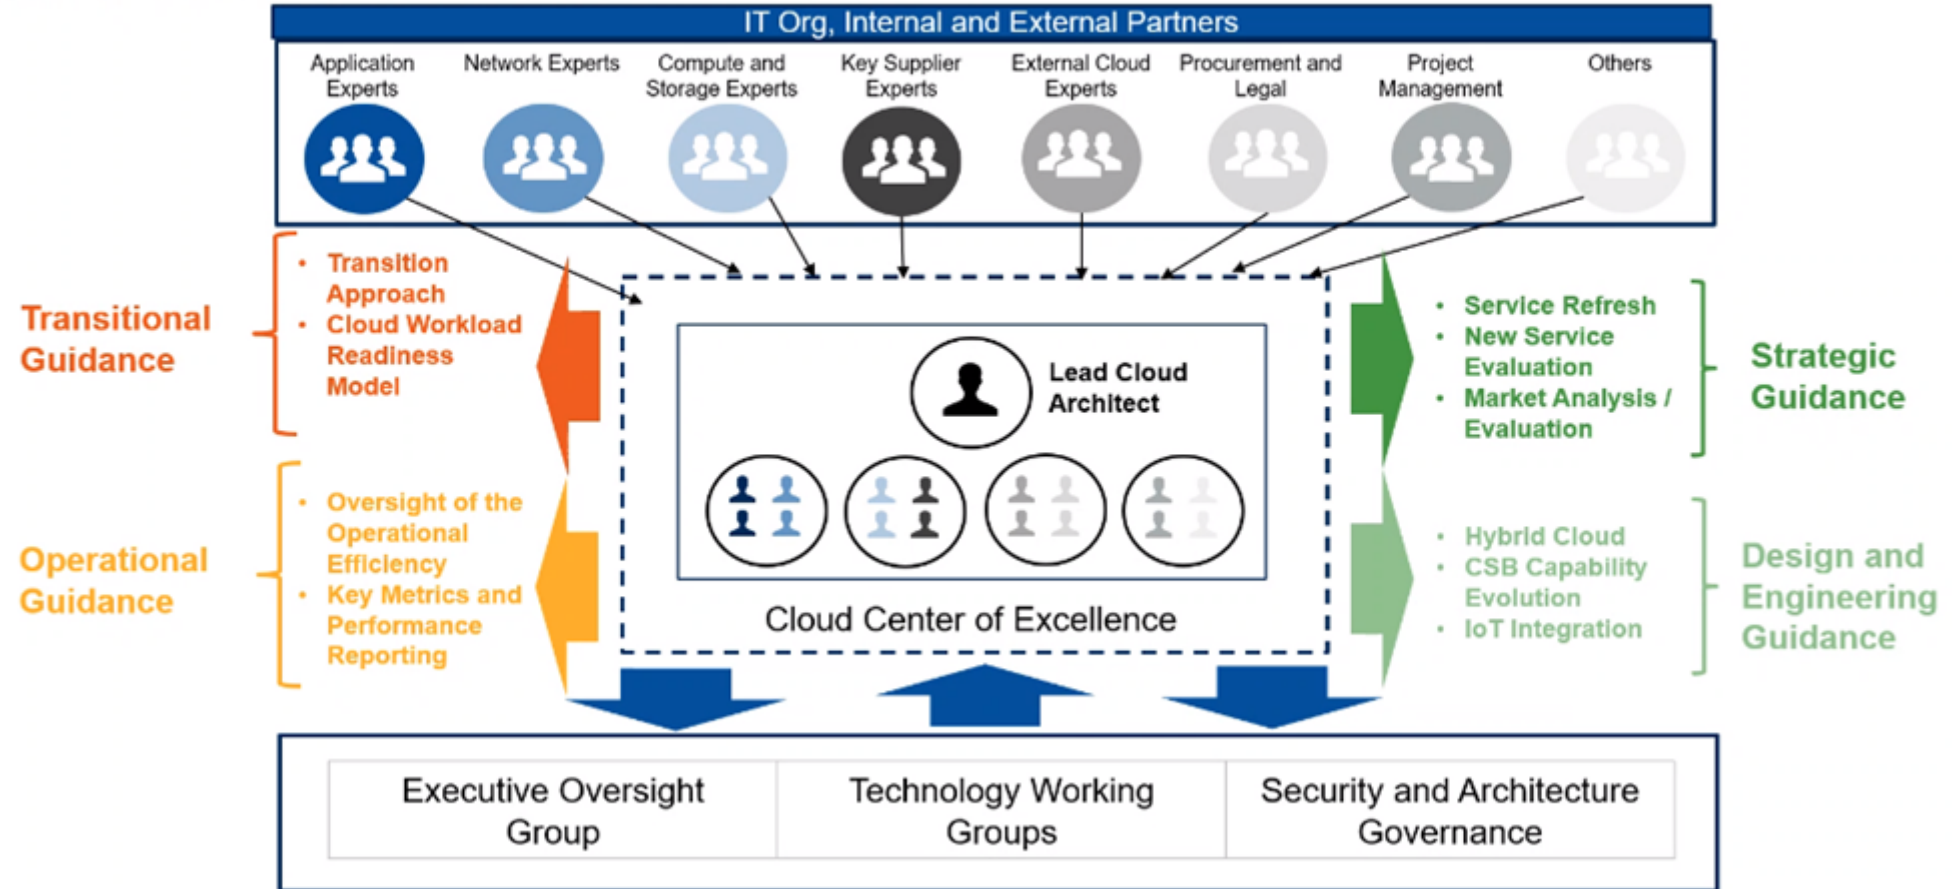 IT Org, Internal and External Partners
Application
Experts
Network Experts
Compute and
Storage Experts
Key Supplier
Experts
External Cloud
Experts
Procurement and
Legal
Project
Management
Others
Transitional
Guidance
• Transition
Approach
• Cloud Workload
Readiness
Model
Operational
Guidance
• Oversight of the
Operational
Efficiency
• Key Metrics and
Performance
Reporting
Lead Cloud
Architect
Cloud Center of Excellence
• Service Refresh
• New Service
Evaluation
• Market Analysis /
Evaluation
Strategic
Guidance
• Hybrid Cloud
• CSB Capability
Evolution
• IoT Integration
Design and
Engineering
Guidance
Executive Oversight
Group
Technology Working
Groups
Security and Architecture
Governance